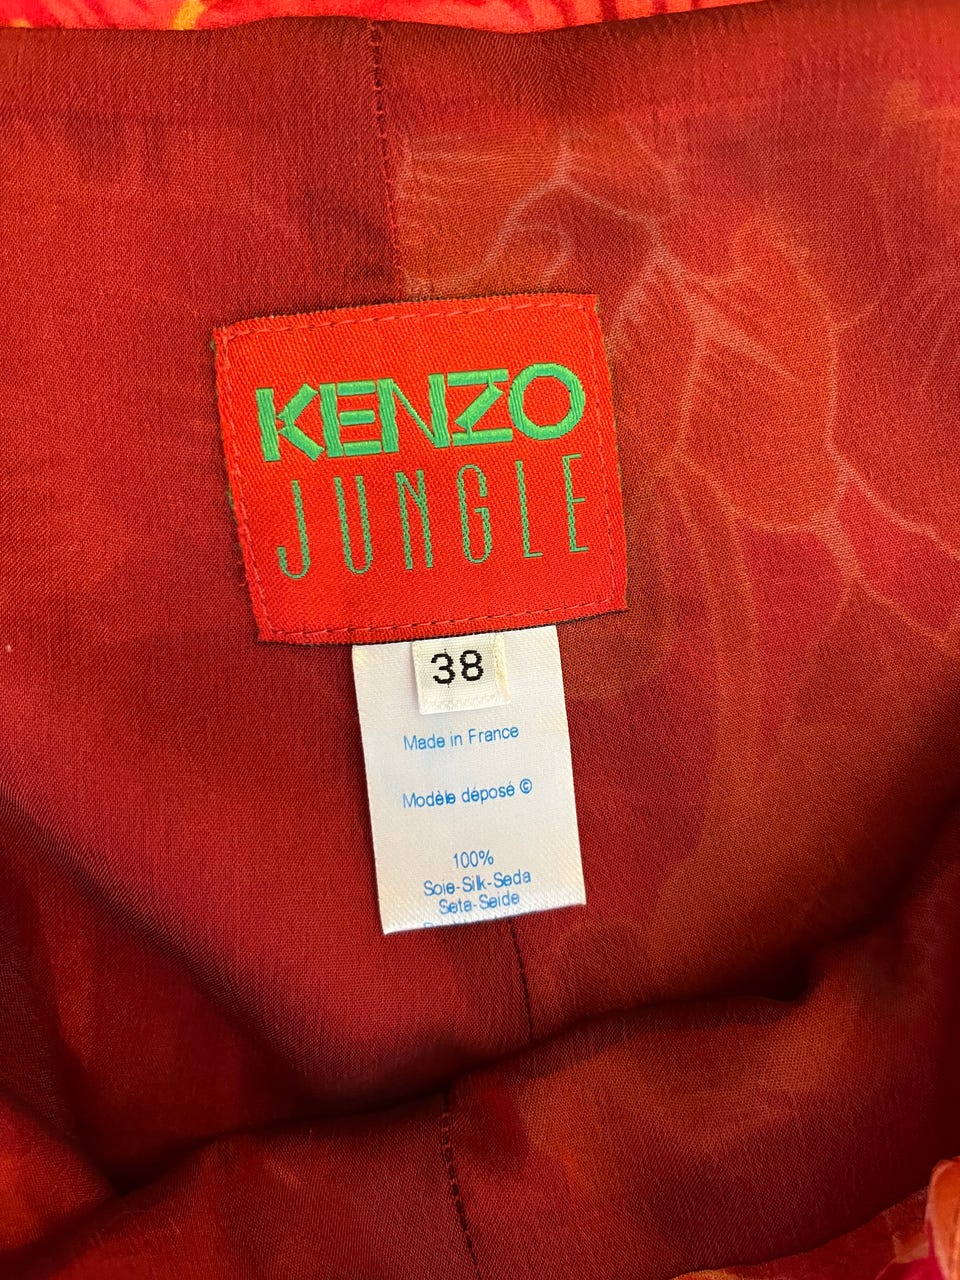 KENZO
JUNGLE
38
Made in France
Modèle déposé ©
100%
Soie-Silk-Seda
Seta-Seide